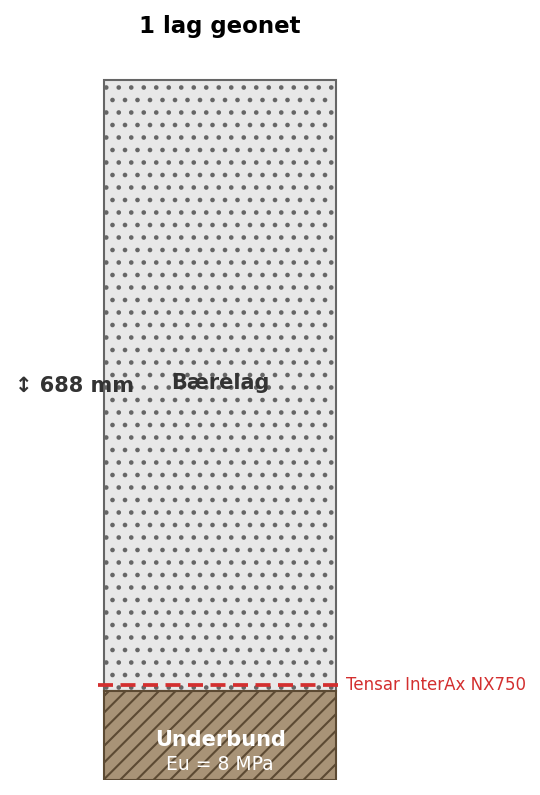 1 lag geonet
↕ 688 mm
Bærelag
Tensar InterAx NX750
Underbund
Eu = 8 MPa